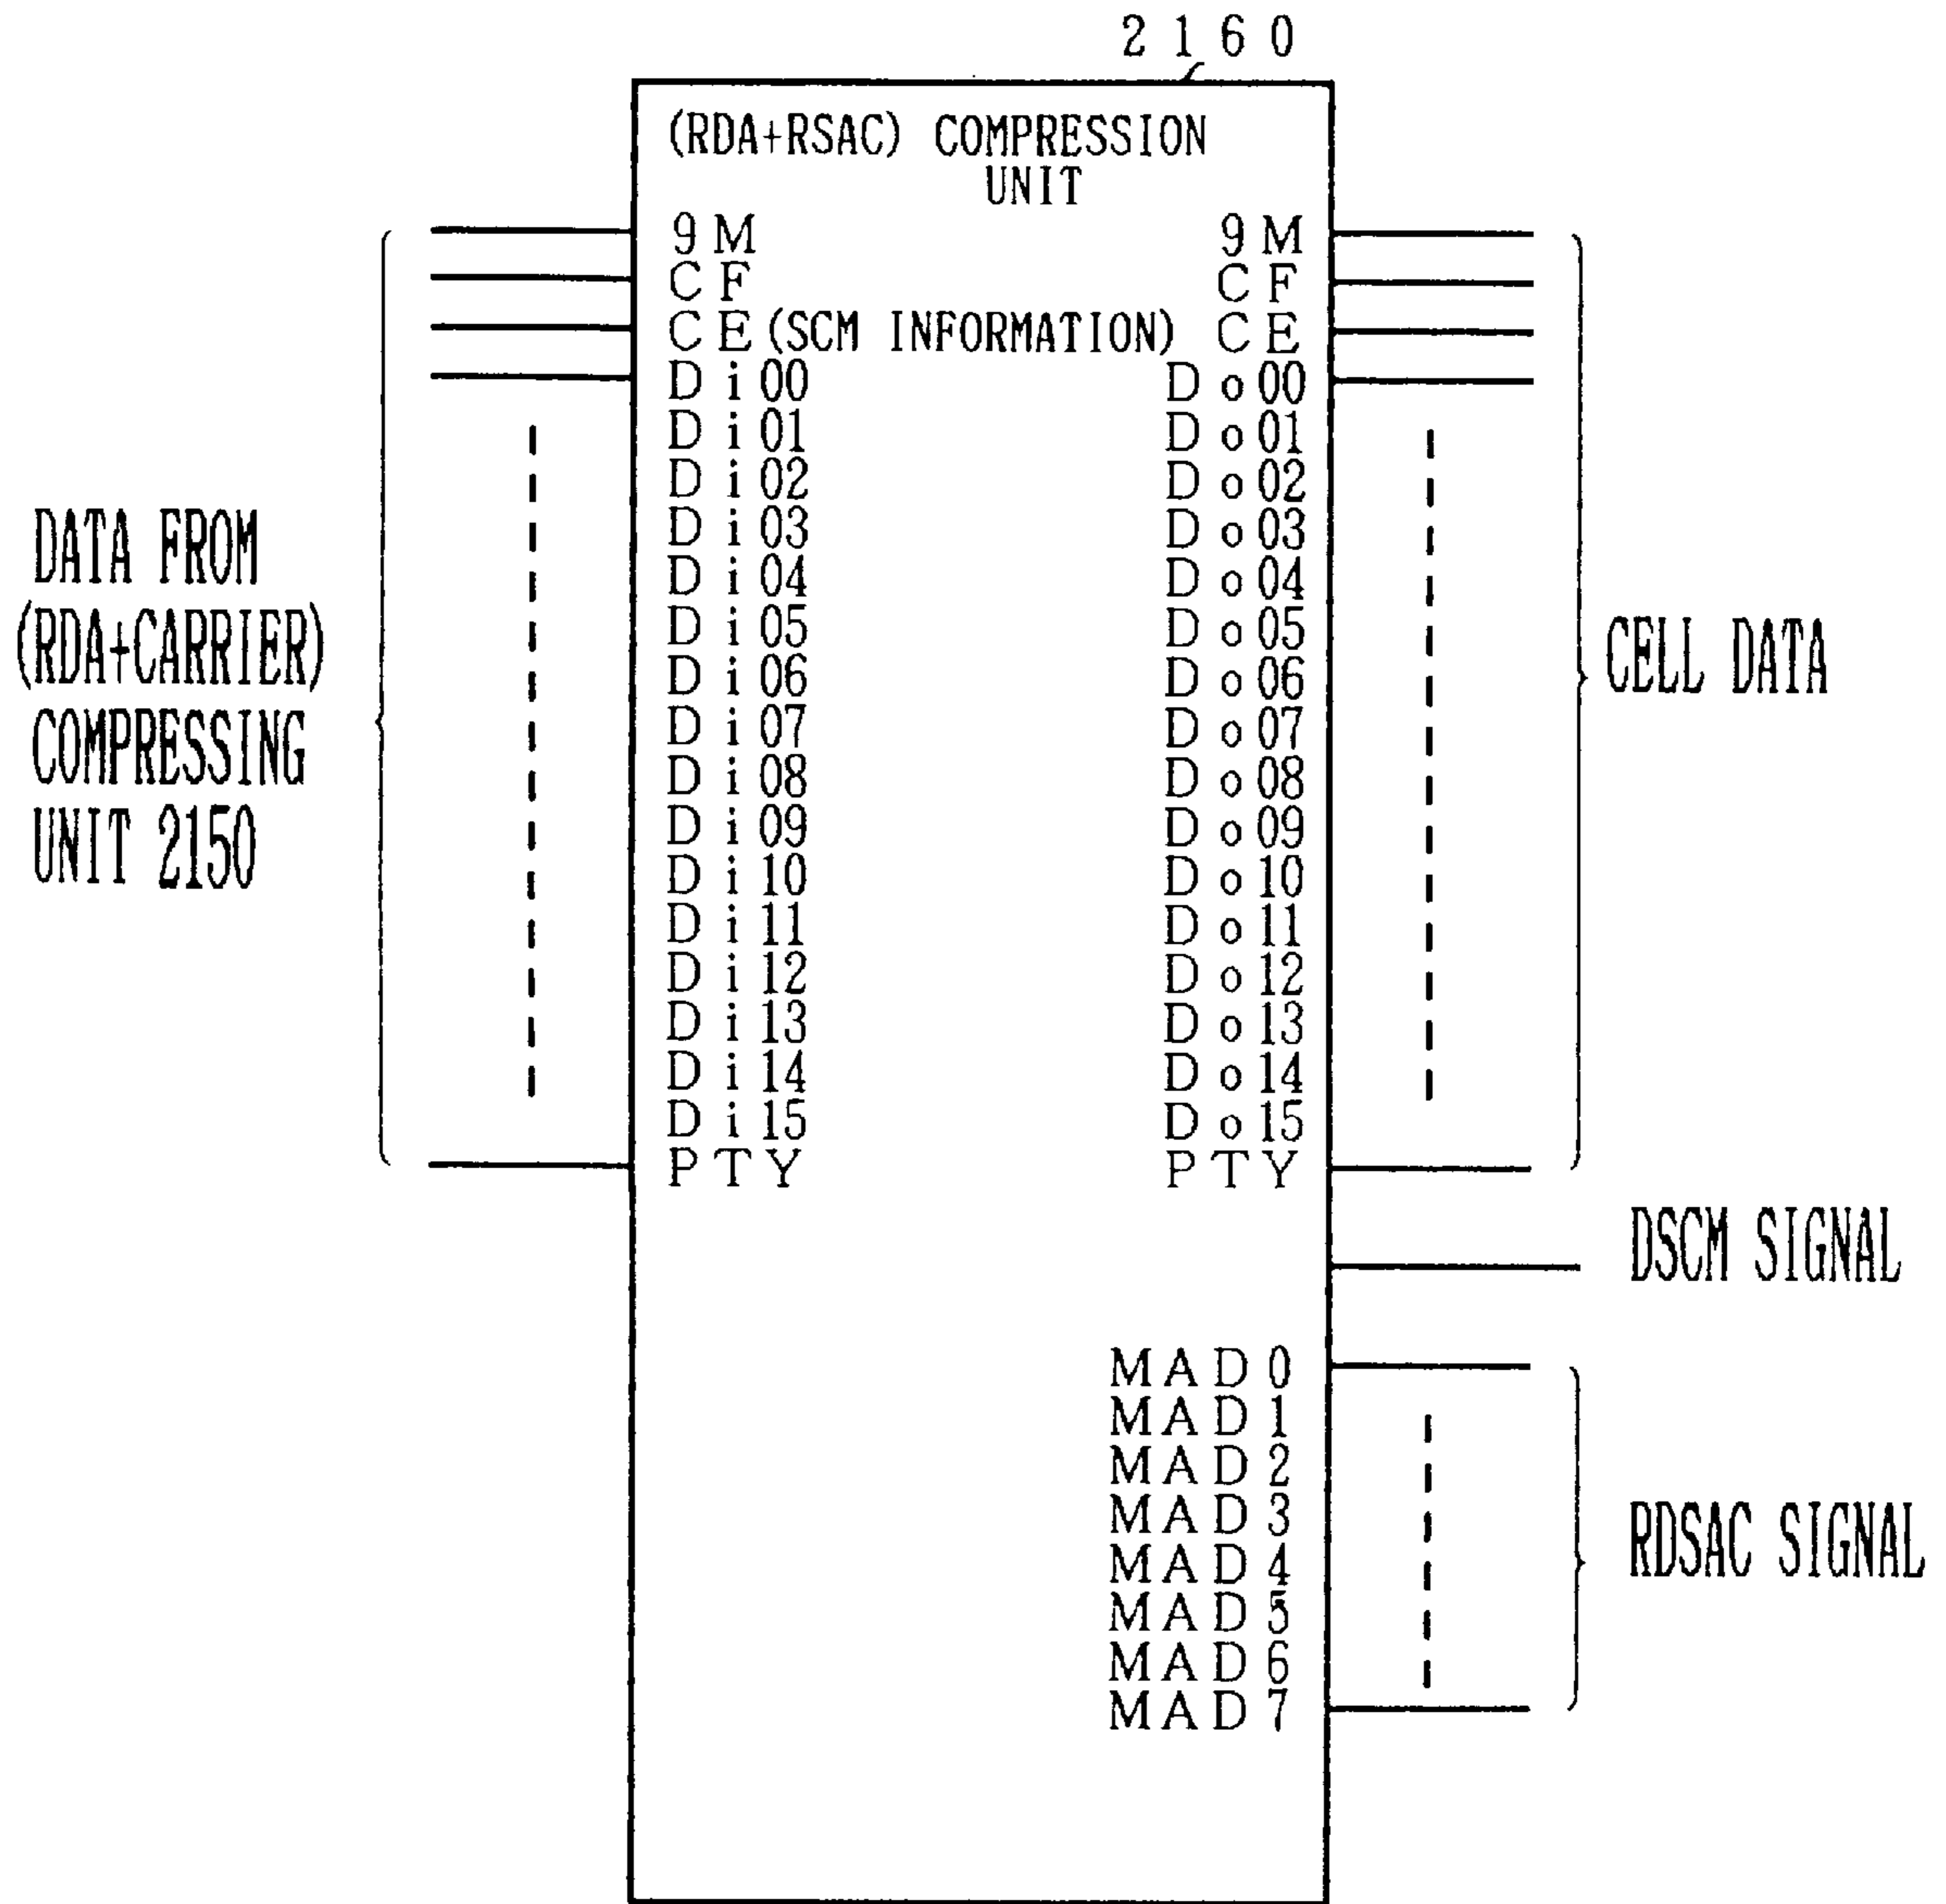 2160
(RDA+RSAC) COMPRESSION
UNIT
9M 9M
CF CF
CE (SCM INFORMATION) CE
Di00 Do00
Di01 Do01
Di02 Do02
Di03 Do03
Di04 Do04
Di05 Do05
Di06 Do06
Di07 Do07
Di08 Do08
Di09 Do09
Di10 Do10
Di11 Do11
Di12 Do12
Di13 Do13
Di14 Do14
Di15 Do15
PTY PTY
MAD0
MAD1
MAD2
MAD3
MAD4
MAD5
MAD6
MAD7
DATA FROM
(RDA+CARRIER)
COMPRESSING
UNIT 2150
CELL DATA
DSCM SIGNAL
RDSAC SIGNAL